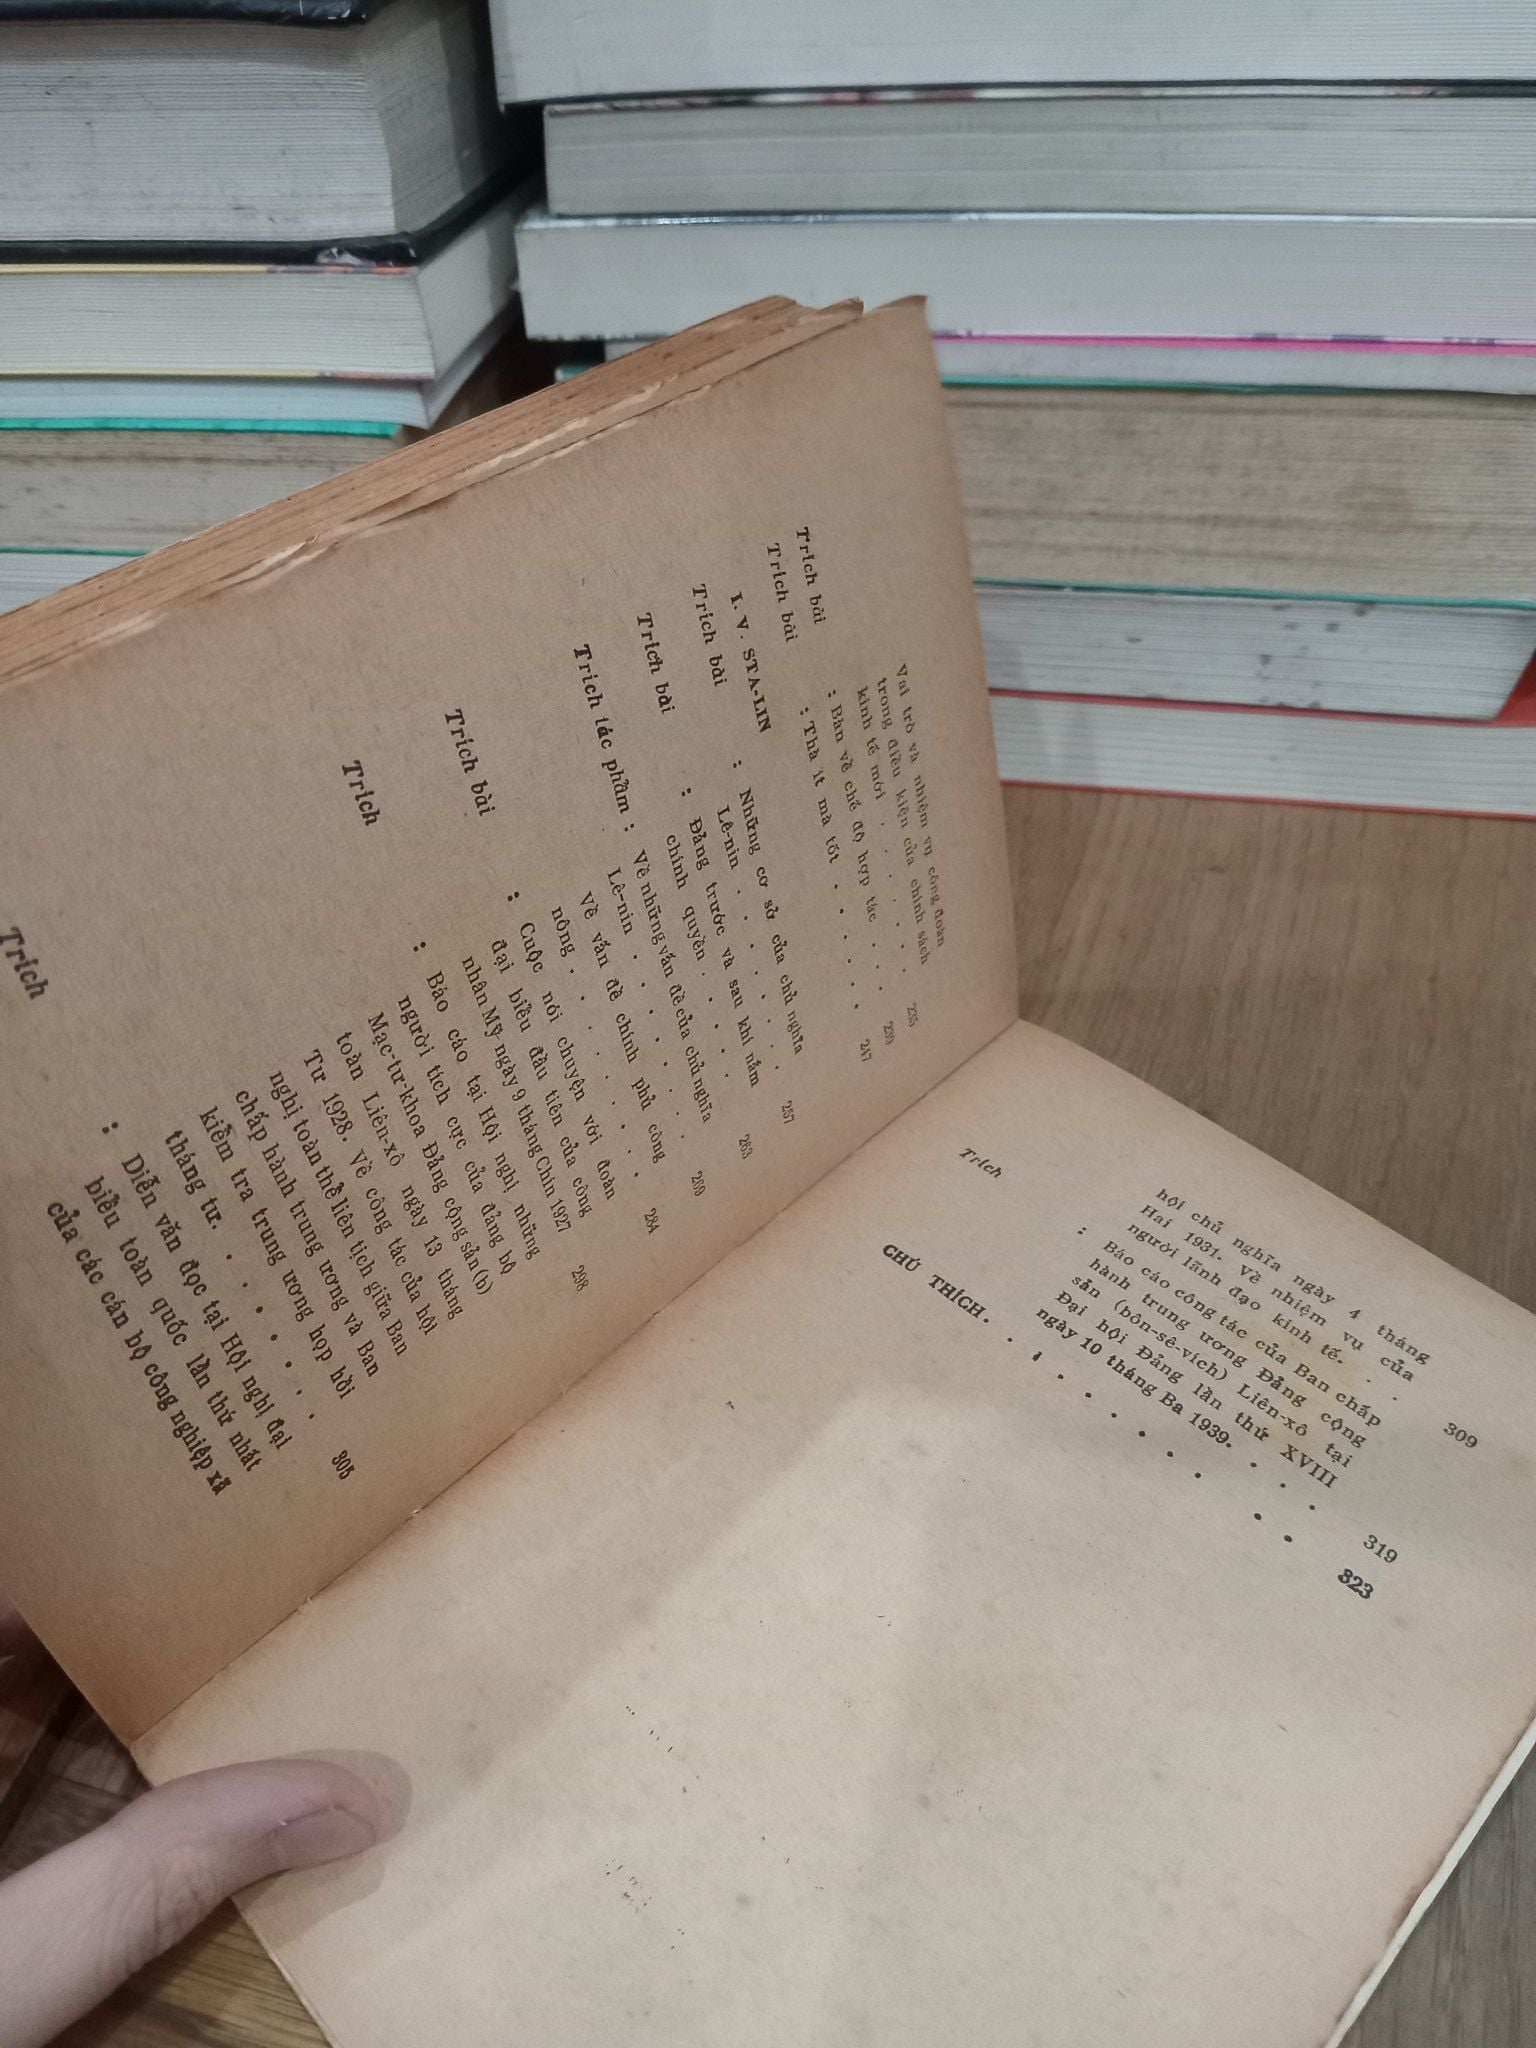 Vai trò và nhiệm vụ công đoàn
trong điều kiện của chính sách
kinh tế mới . . . . . . . 235
Trích bài : Bàn về chế độ hợp tác . . . 239
Trích bài : Thà ít mà tốt . . . . . 247
I. V. STA-LIN
Trích bài : Những cơ sở của chủ nghĩa
Lê-nin . . . . . . . . 257
Trích bài : Đảng trước và sau khi nắm
chính quyền . . . . . . . 263
Trích tác phẩm : Về những vấn đề của chủ nghĩa
Lê-nin . . . . . . . . 269
Về vấn đề chính phủ công
nông . . . . . . . . . 284
Trích bài : Cuộc nói chuyện với đoàn
đại biểu đầu tiên của công
nhân Mỹ ngày 9 tháng Chín 1927 298
Trích : Báo cáo tại Hội nghị những
người tích cực của đảng bộ
Mạc-tư-khoa Đảng cộng sản (b)
toàn Liên-xô ngày 13 tháng
Tư 1928. Về công tác của hội
nghị toàn thể liên tịch giữa Ban
chấp hành trung ương và Ban
kiểm tra trung ương họp hồi
tháng tư. . . . . . . . . 305
Trích : Diễn văn đọc tại Hội nghị đại
biểu toàn quốc lần thứ nhất
của các cán bộ công nghiệp xã
hội chủ nghĩa ngày 4 tháng
Hai 1931. Về nhiệm vụ của
người lãnh đạo kinh tế. . . 309
Trích : Báo cáo công tác của Ban chấp
hành trung ương Đảng cộng
sản (bôn-sê-vích) Liên-xô tại
Đại hội Đảng lần thứ XVIII
ngày 10 tháng Ba 1939. . . . 319
CHÚ THÍCH. . . . . . . . . . 323